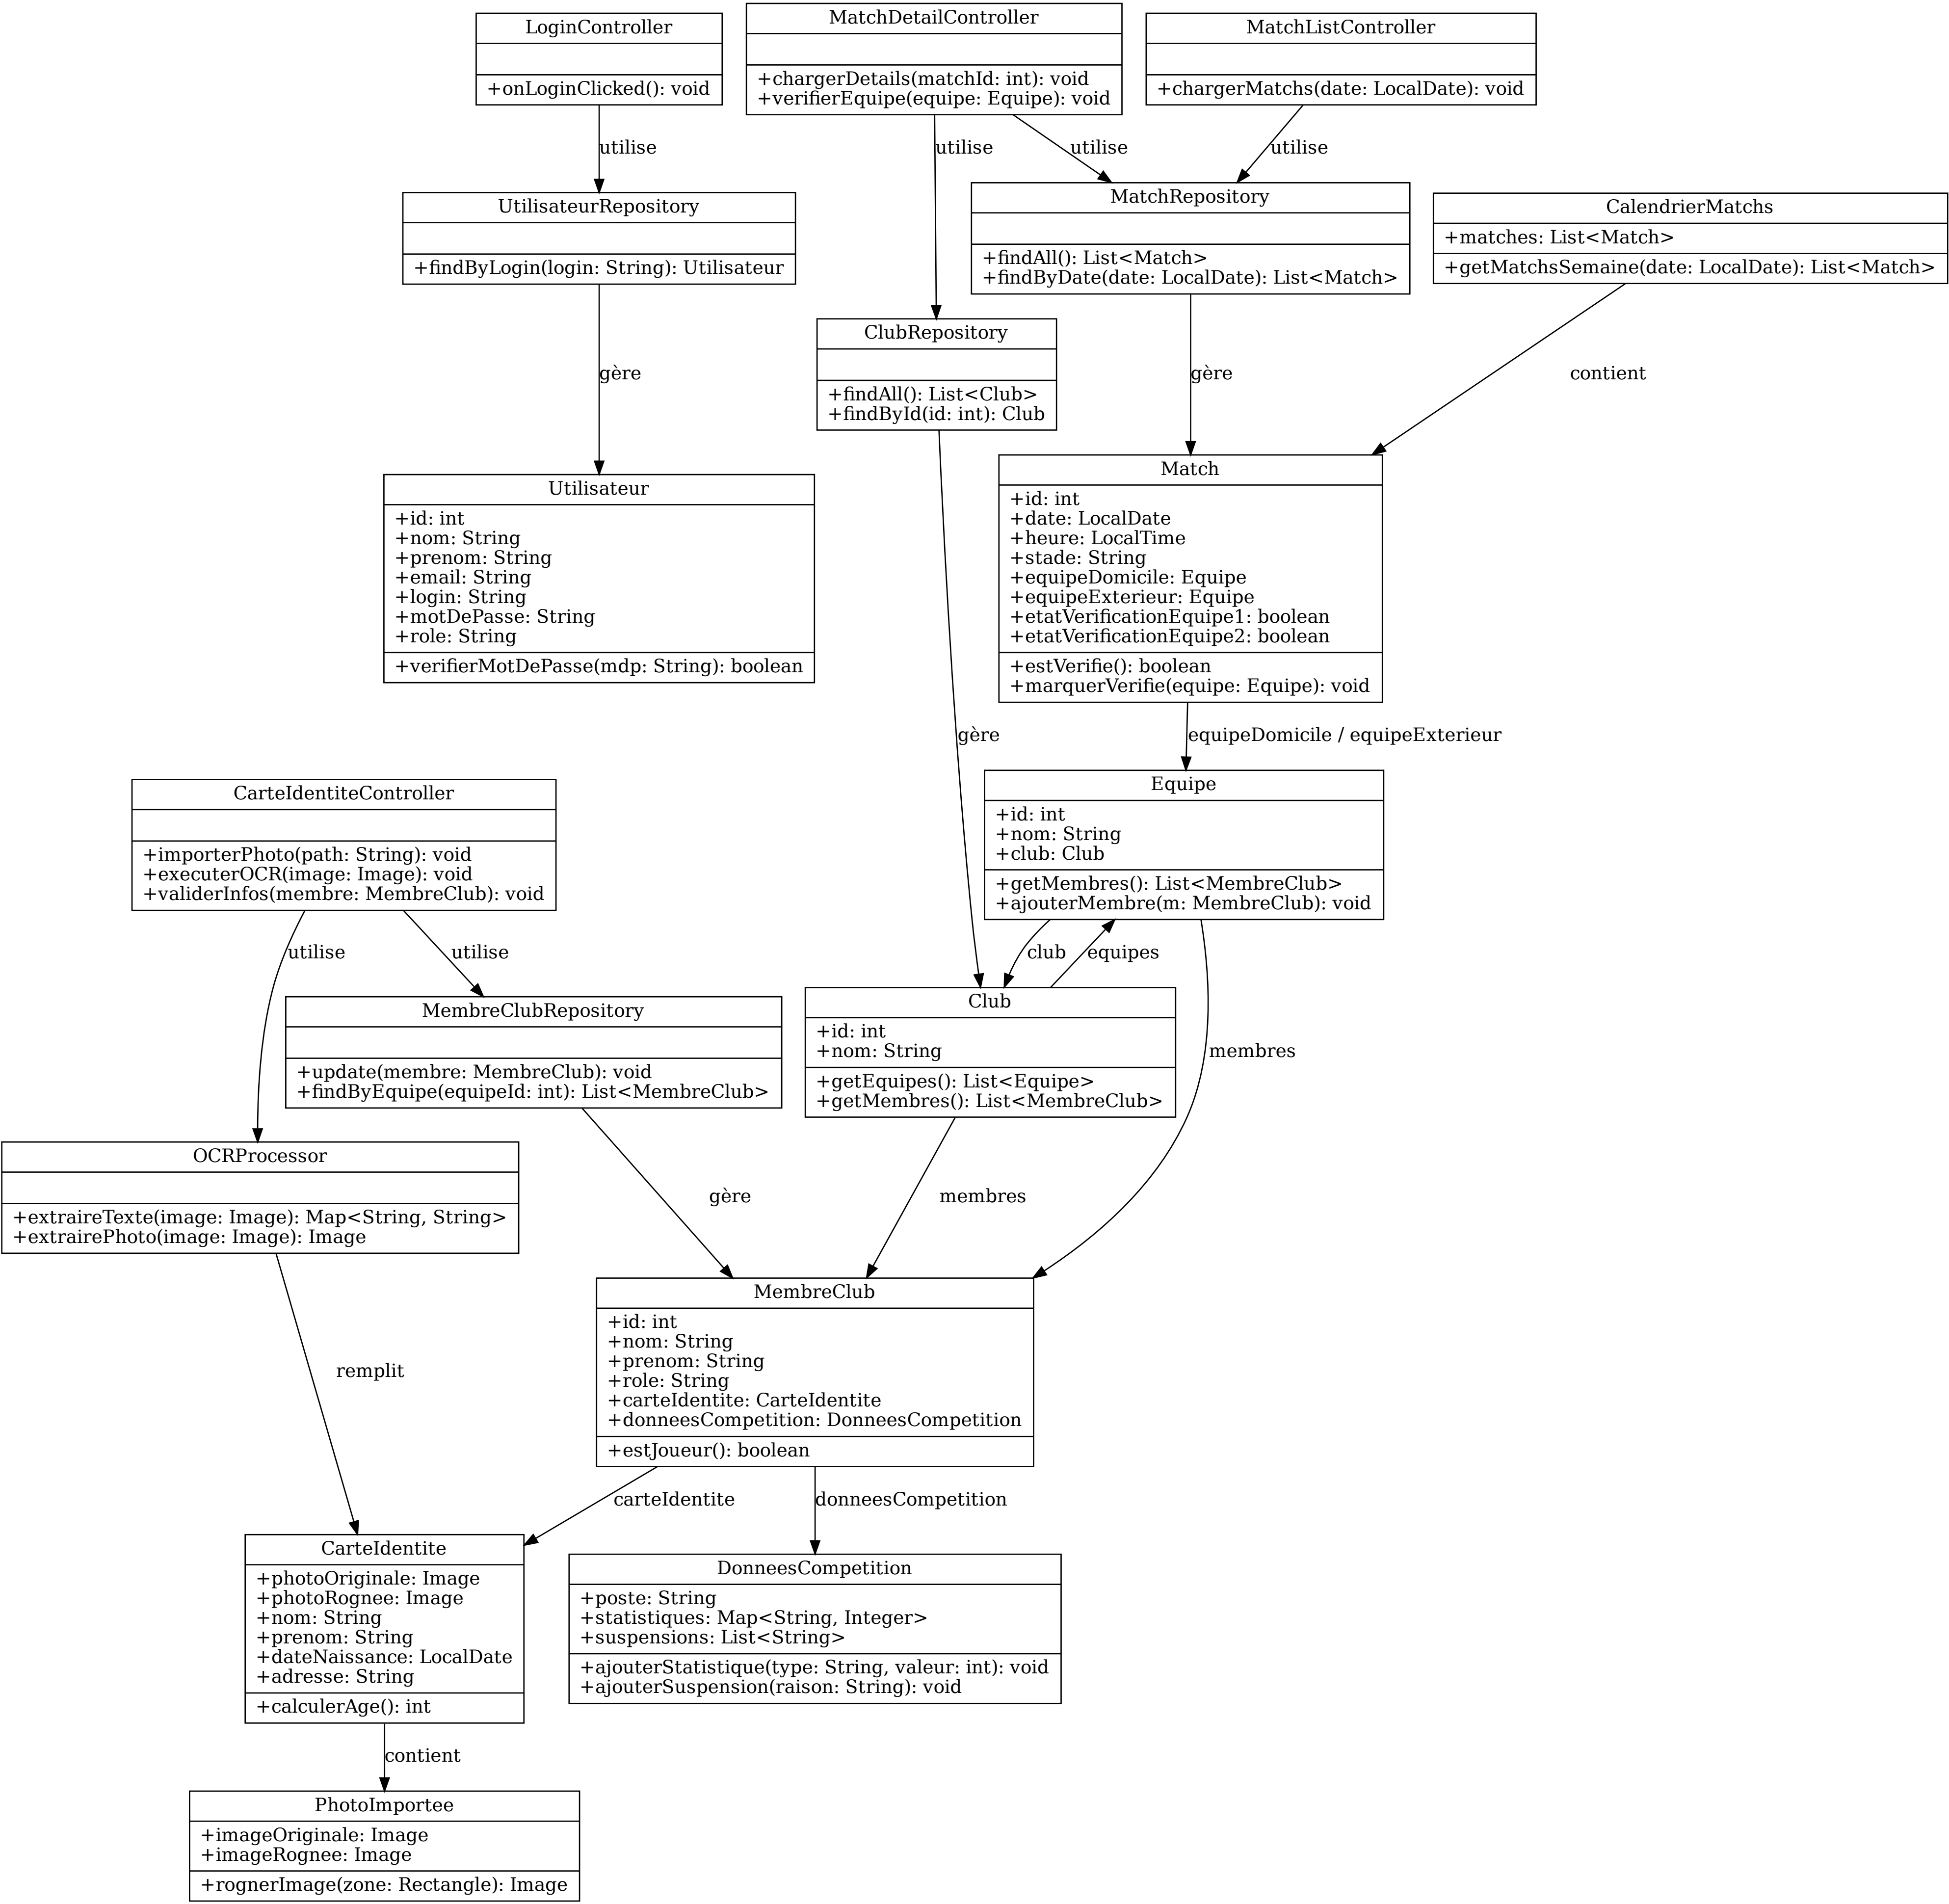 LoginController
+onLoginClicked(): void
MatchDetailController
+chargerDetails(matchId: int): void
+verifierEquipe(equipe: Equipe): void
MatchListController
+chargerMatchs(date: LocalDate): void
utilise
utilise
utilise
utilise
UtilisateurRepository
+findByLogin(login: String): Utilisateur
MatchRepository
+findAll(): List<Match>
+findByDate(date: LocalDate): List<Match>
CalendrierMatchs
+matches: List<Match>
+getMatchsSemaine(date: LocalDate): List<Match>
ClubRepository
+findAll(): List<Club>
+findById(id: int): Club
gère
gère
contient
Utilisateur
+id: int
+nom: String
+prenom: String
+email: String
+login: String
+motDePasse: String
+role: String
+verifierMotDePasse(mdp: String): boolean
Match
+id: int
+date: LocalDate
+heure: LocalTime
+stade: String
+equipeDomicile: Equipe
+equipeExterieur: Equipe
+etatVerificationEquipe1: boolean
+etatVerificationEquipe2: boolean
+estVerifie(): boolean
+marquerVerifie(equipe: Equipe): void
gère
equipeDomicile / equipeExterieur
CarteIdentiteController
+importerPhoto(path: String): void
+executerOCR(image: Image): void
+validerInfos(membre: MembreClub): void
Equipe
+id: int
+nom: String
+club: Club
+getMembres(): List<MembreClub>
+ajouterMembre(m: MembreClub): void
utilise
utilise
club
equipes
MembreClubRepository
+update(membre: MembreClub): void
+findByEquipe(equipeId: int): List<MembreClub>
Club
+id: int
+nom: String
+getEquipes(): List<Equipe>
+getMembres(): List<MembreClub>
membres
OCRProcessor
+extraireTexte(image: Image): Map<String, String>
+extrairePhoto(image: Image): Image
gère
membres
MembreClub
+id: int
+nom: String
+prenom: String
+role: String
+carteIdentite: CarteIdentite
+donneesCompetition: DonneesCompetition
+estJoueur(): boolean
remplit
carteIdentite
donneesCompetition
CarteIdentite
+photoOriginale: Image
+photoRognee: Image
+nom: String
+prenom: String
+dateNaissance: LocalDate
+adresse: String
+calculerAge(): int
DonneesCompetition
+poste: String
+statistiques: Map<String, Integer>
+suspensions: List<String>
+ajouterStatistique(type: String, valeur: int): void
+ajouterSuspension(raison: String): void
contient
PhotoImportee
+imageOriginale: Image
+imageRognee: Image
+rognerImage(zone: Rectangle): Image